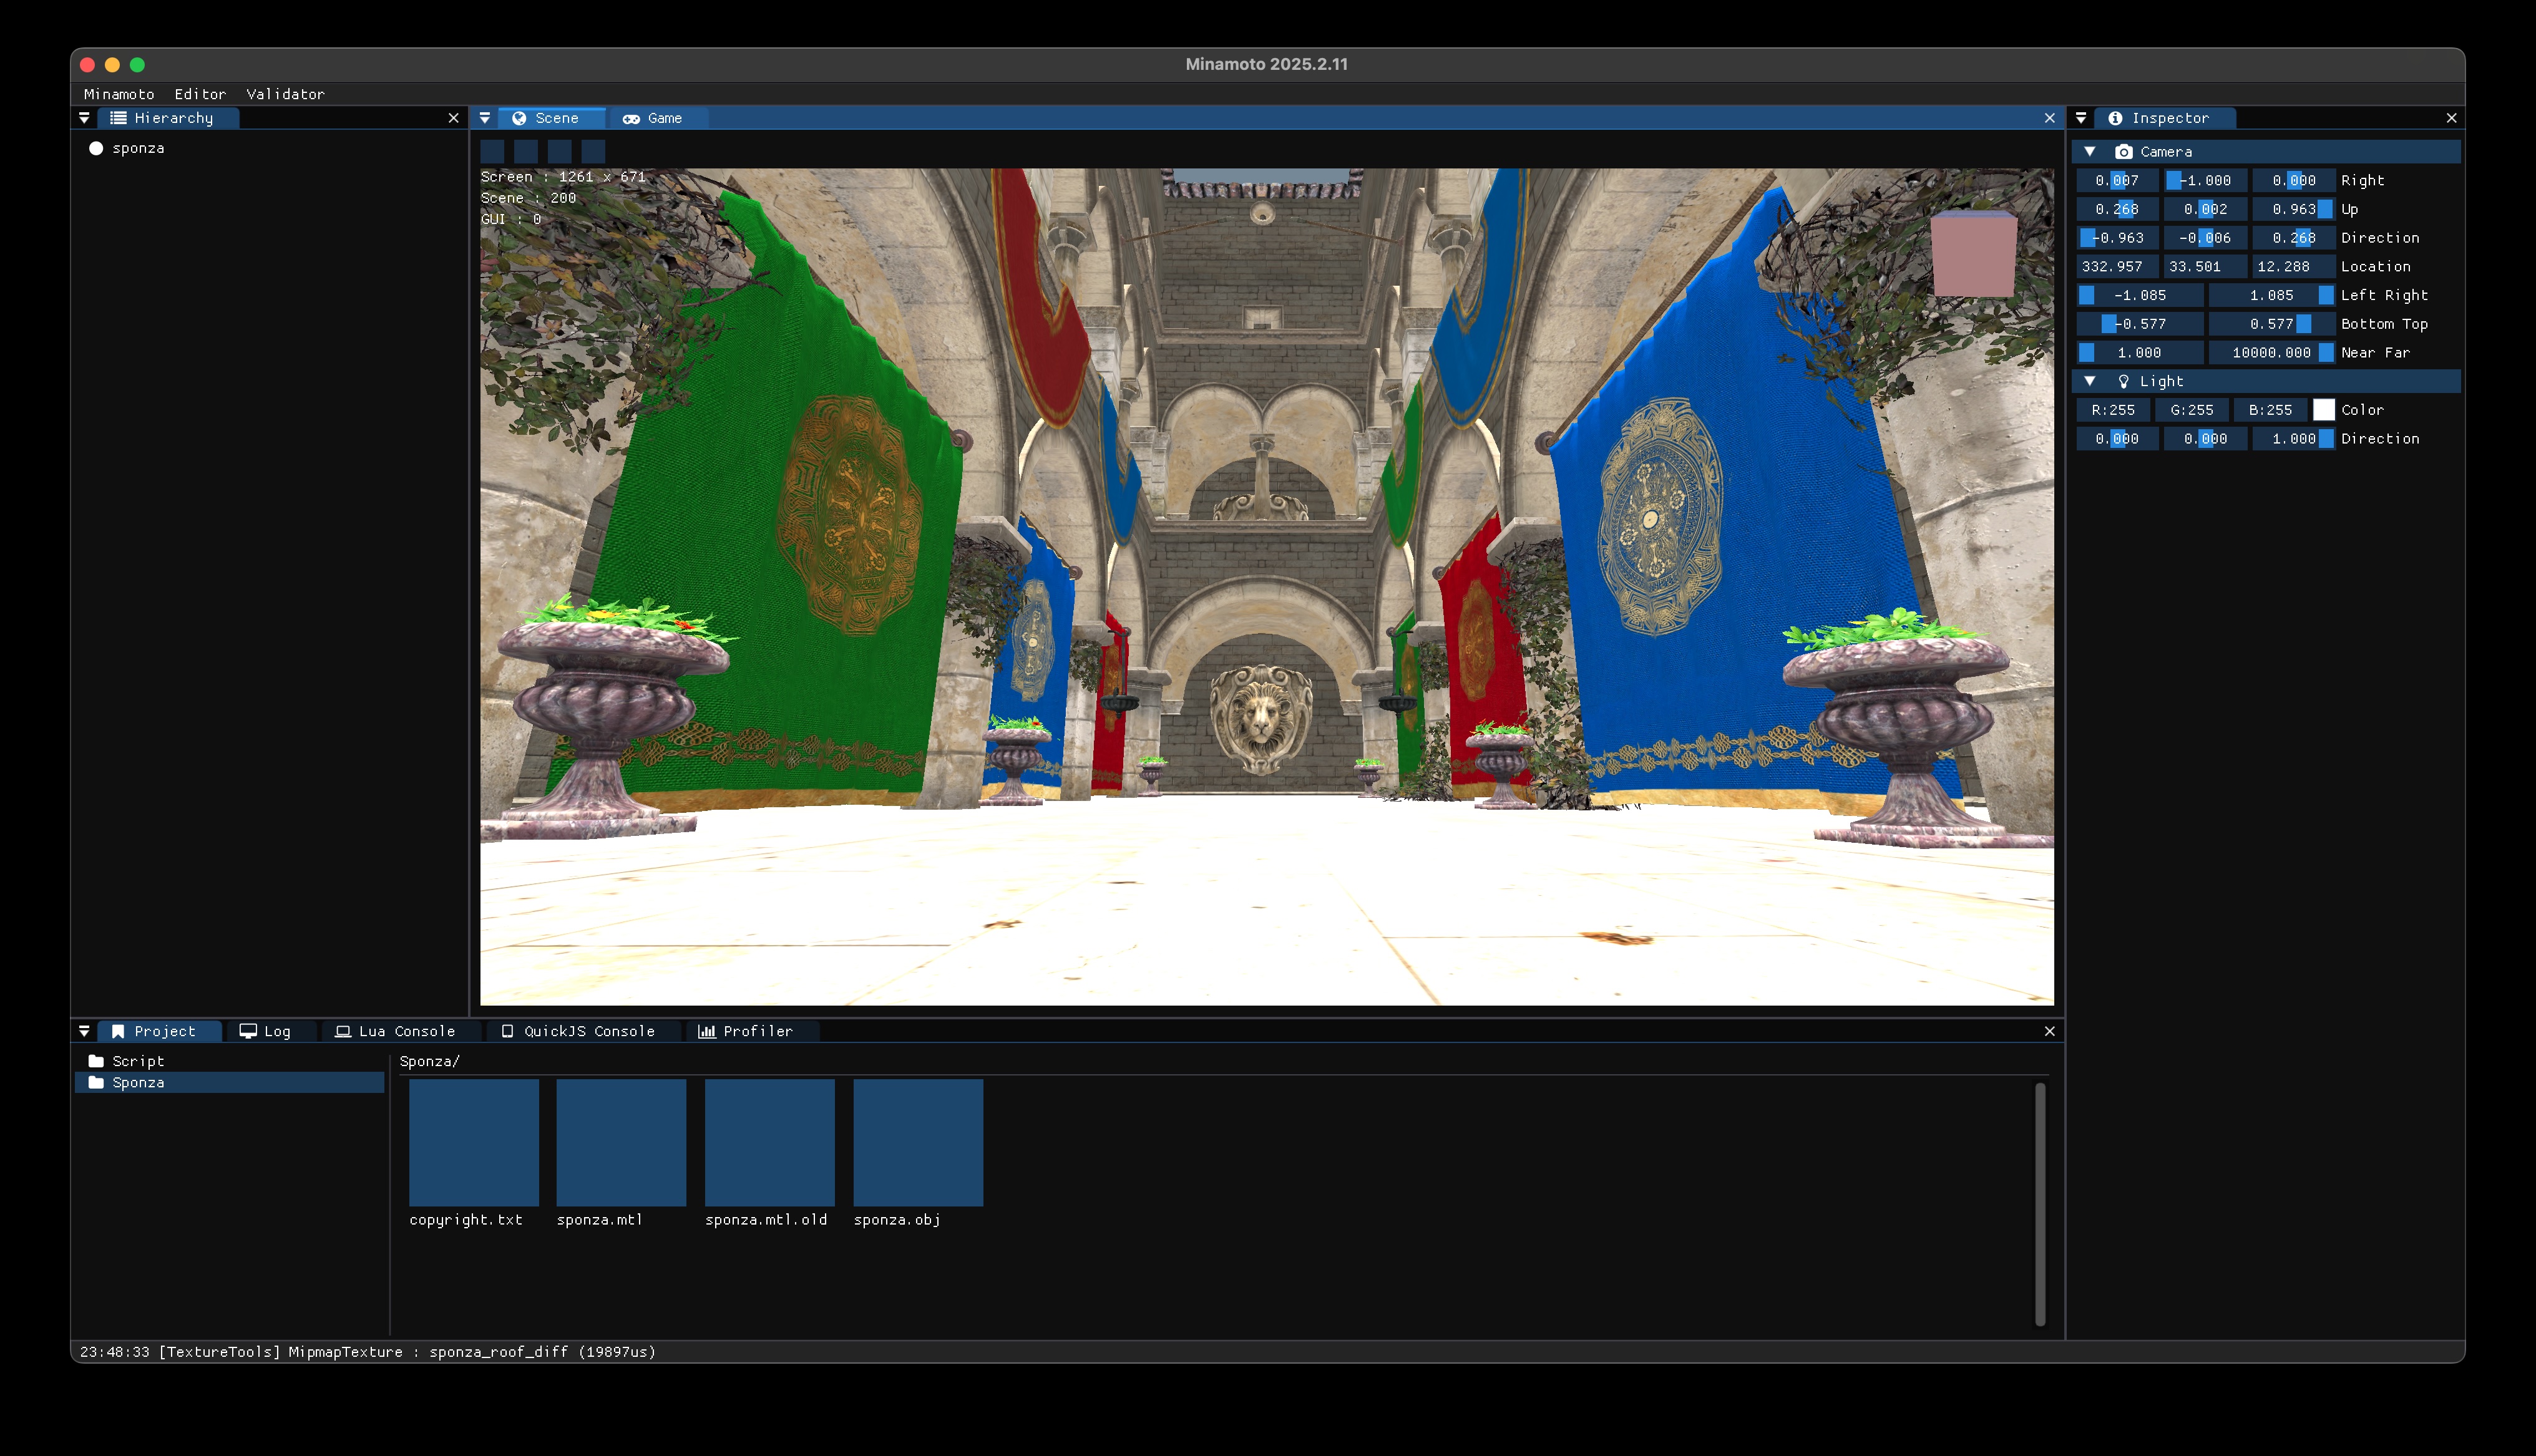 Minamoto 2025.2.11
Minamoto Editor Validator
Hierarchy
sponza
Scene Game
Screen : 1261 x 671
Scene : 200
GUI : 0
Inspector
Camera
0.007 -1.000 0.000 Right
0.268 0.002 0.963 Up
-0.963 -0.006 0.268 Direction
332.957 33.501 12.288 Location
-1.085 1.085 Left Right
-0.577 0.577 Bottom Top
1.000 10000.000 Near Far
Light
R:255 G:255 B:255 Color
0.000 0.000 1.000 Direction
Project Log Lua Console QuickJS Console Profiler
Script
Sponza
Sponza/
copyright.txt sponza.mtl sponza.mtl.old sponza.obj
23:48:33 [TextureTools] MipmapTexture : sponza_roof_diff (19897us)